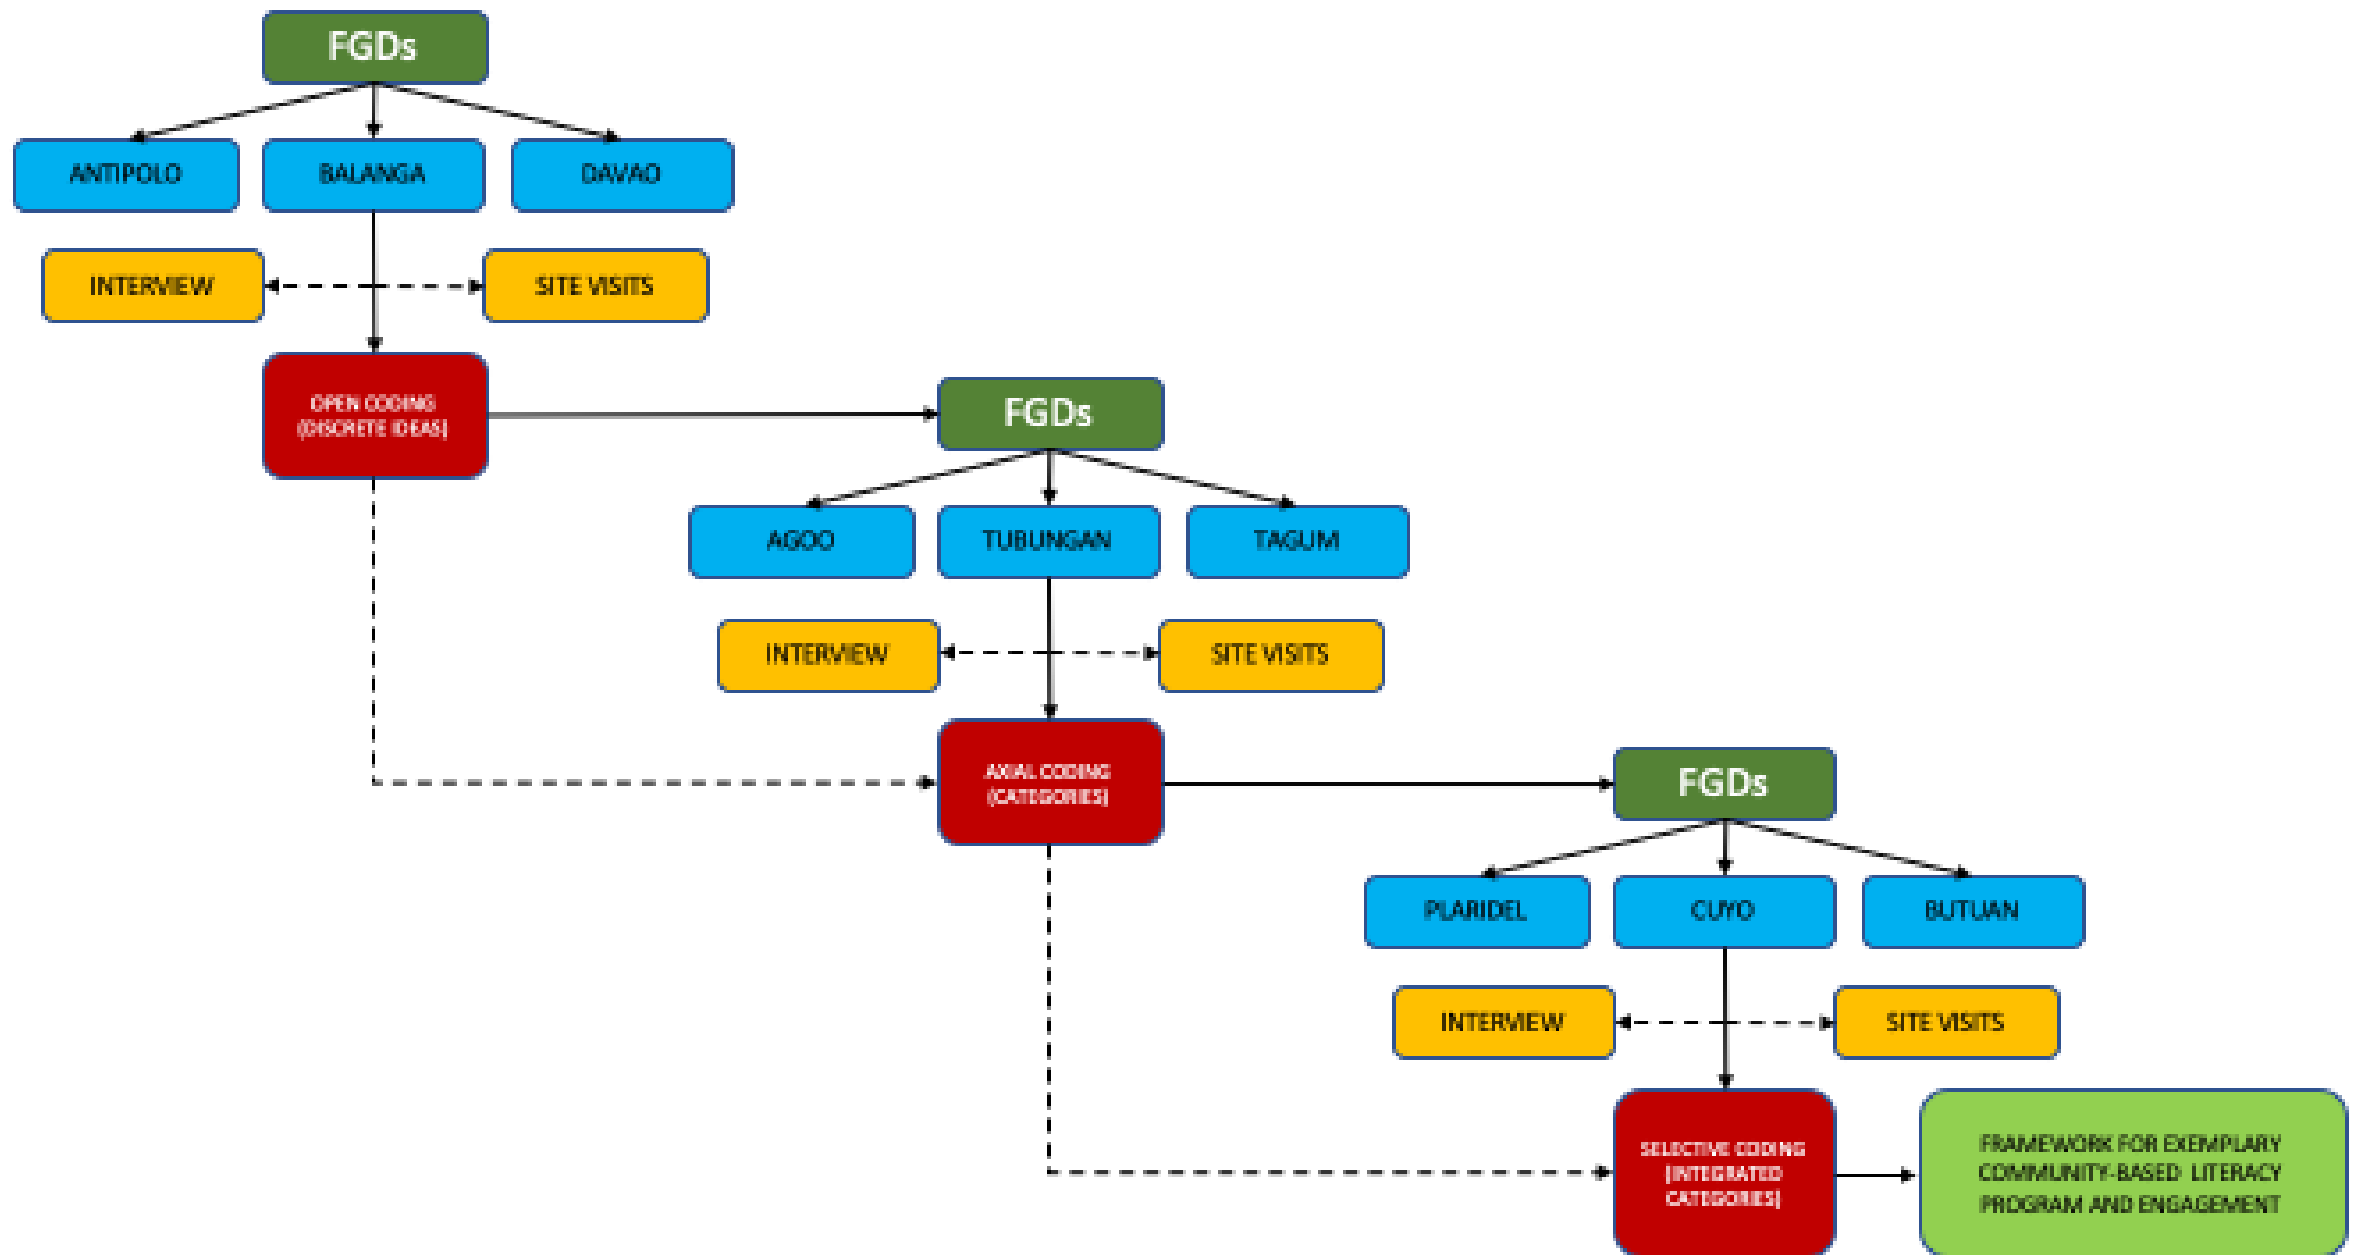 FGDs
ANTIPOLO
BALANGA
DAVAO
INTERVIEW
SITE VISITS
OPEN CODING
(DISCRETE IDEAS)
FGDs
AGOO
TUBUNGAN
TAGUM
INTERVIEW
SITE VISITS
AXIAL CODING
(CATEGORIES)
FGDs
PLARIDEL
CUYO
BUTUAN
INTERVIEW
SITE VISITS
SELECTIVE CODING
(INTEGRATED
CATEGORIES)
FRAMEWORK FOR EXEMPLARY
COMMUNITY-BASED LITERACY
PROGRAM AND ENGAGEMENT